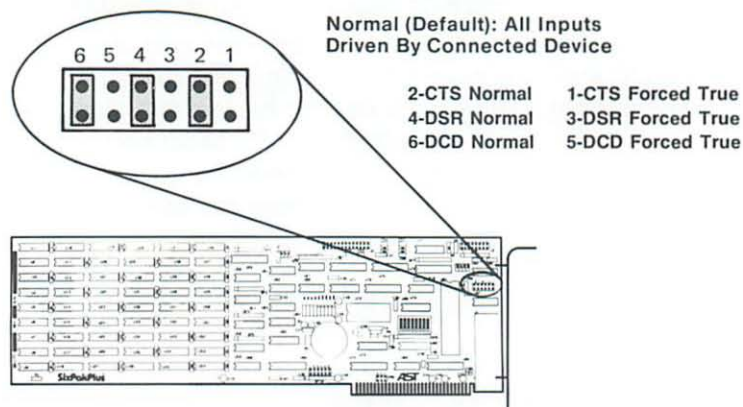 Normal (Default): All Inputs
Driven By Connected Device
6 5 4 3 2 1
2-CTS Normal 1-CTS Forced True
4-DSR Normal 3-DSR Forced True
6-DCD Normal 5-DCD Forced True
SixPakPlus
AST